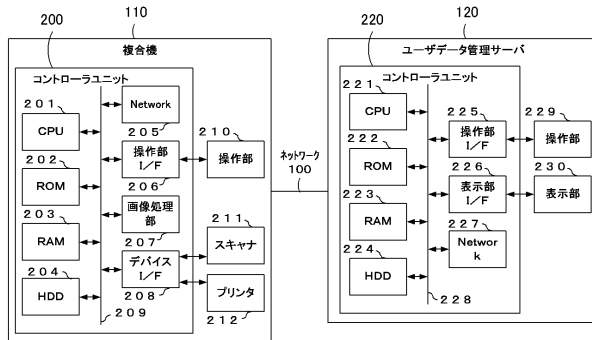 110
複合機
200
コントローラユニット
201
CPU
202
ROM
203
RAM
204
HDD
Network
205
操作部
I/F
206
画像処理
部
207
デバイス
I/F
208
209
210
操作部
211
スキャナ
プリンタ
212
ネットワーク
100
120
ユーザデータ管理サーバ
220
コントローラユニット
221
CPU
222
ROM
223
RAM
224
HDD
225
操作部
I/F
226
表示部
I/F
227
Networ
k
228
229
操作部
230
表示部